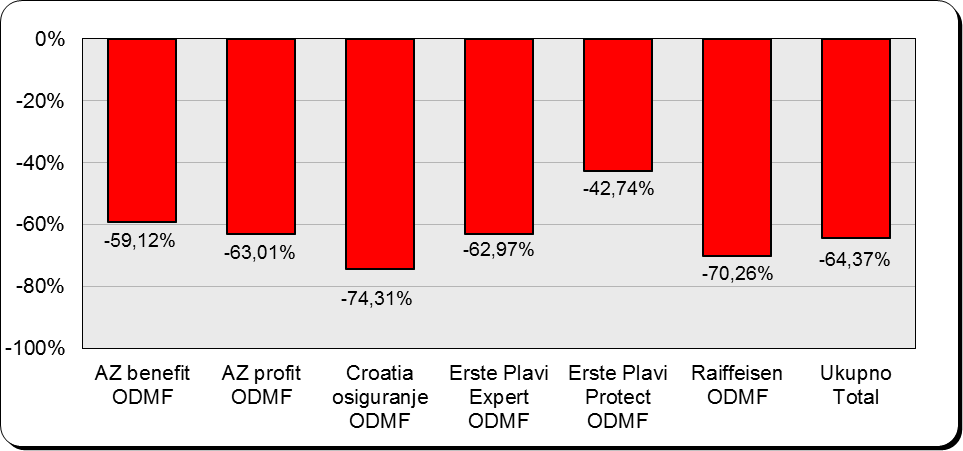 0%
-20%
-40%
-60%
-80%
-100%
-59,12%
-63,01%
-74,31%
-62,97%
-42,74%
-70,26%
-64,37%
AZ benefit
ODMF
AZ profit
ODMF
Croatia
osiguranje
ODMF
Erste Plavi
Expert
ODMF
Erste Plavi
Protect
ODMF
Raiffeisen
ODMF
Ukupno
Total